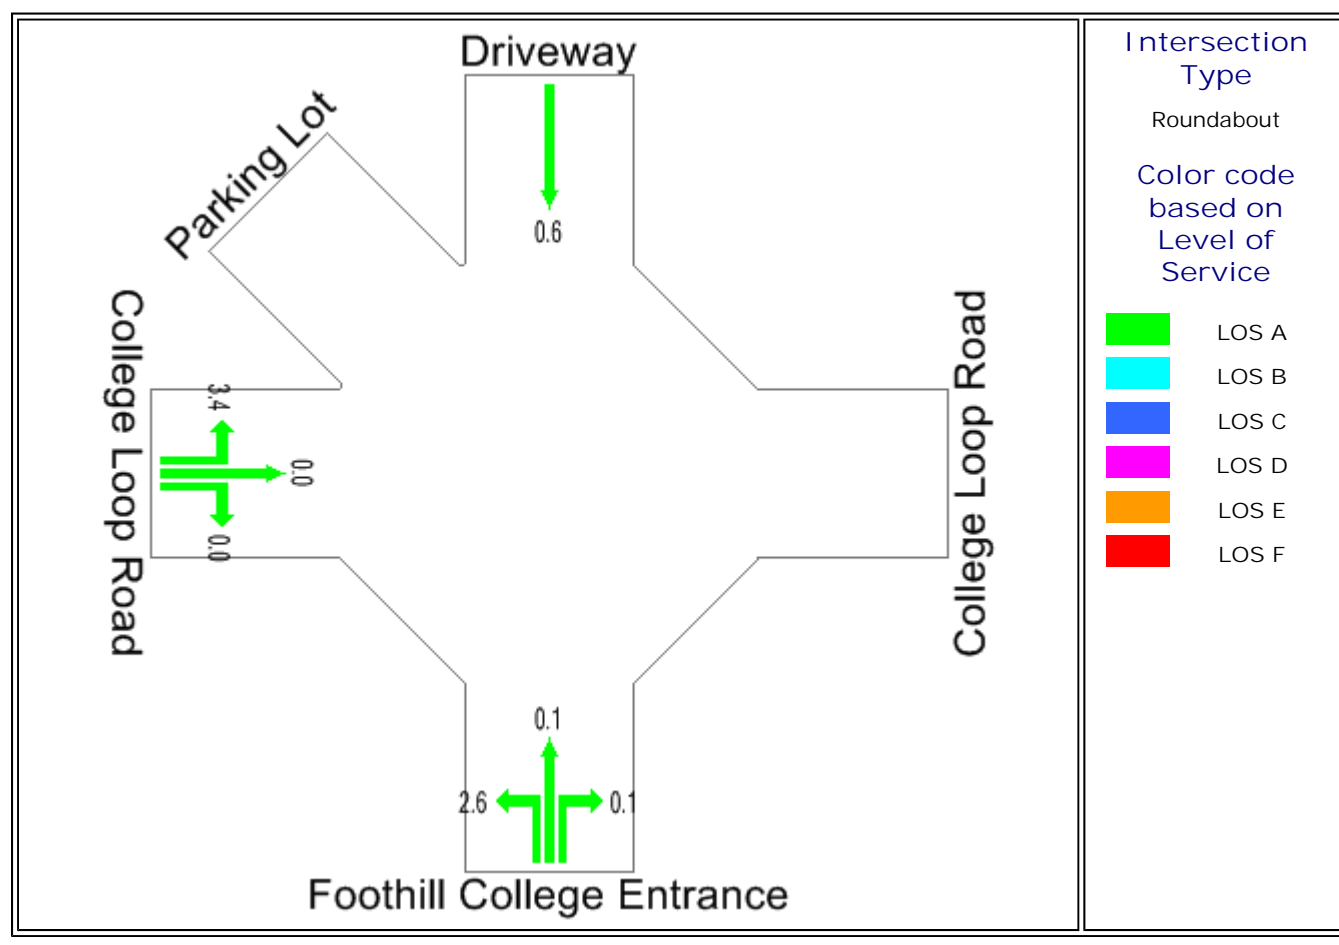 Driveway
0.6
Parking Lot
College Loop Road
3.4
0.0
0.0
College Loop Road
0.1
2.6
0.1
Foothill College Entrance
Intersection
Type
Roundabout
Color code
based on
Level of
Service
LOS A
LOS B
LOS C
LOS D
LOS E
LOS F